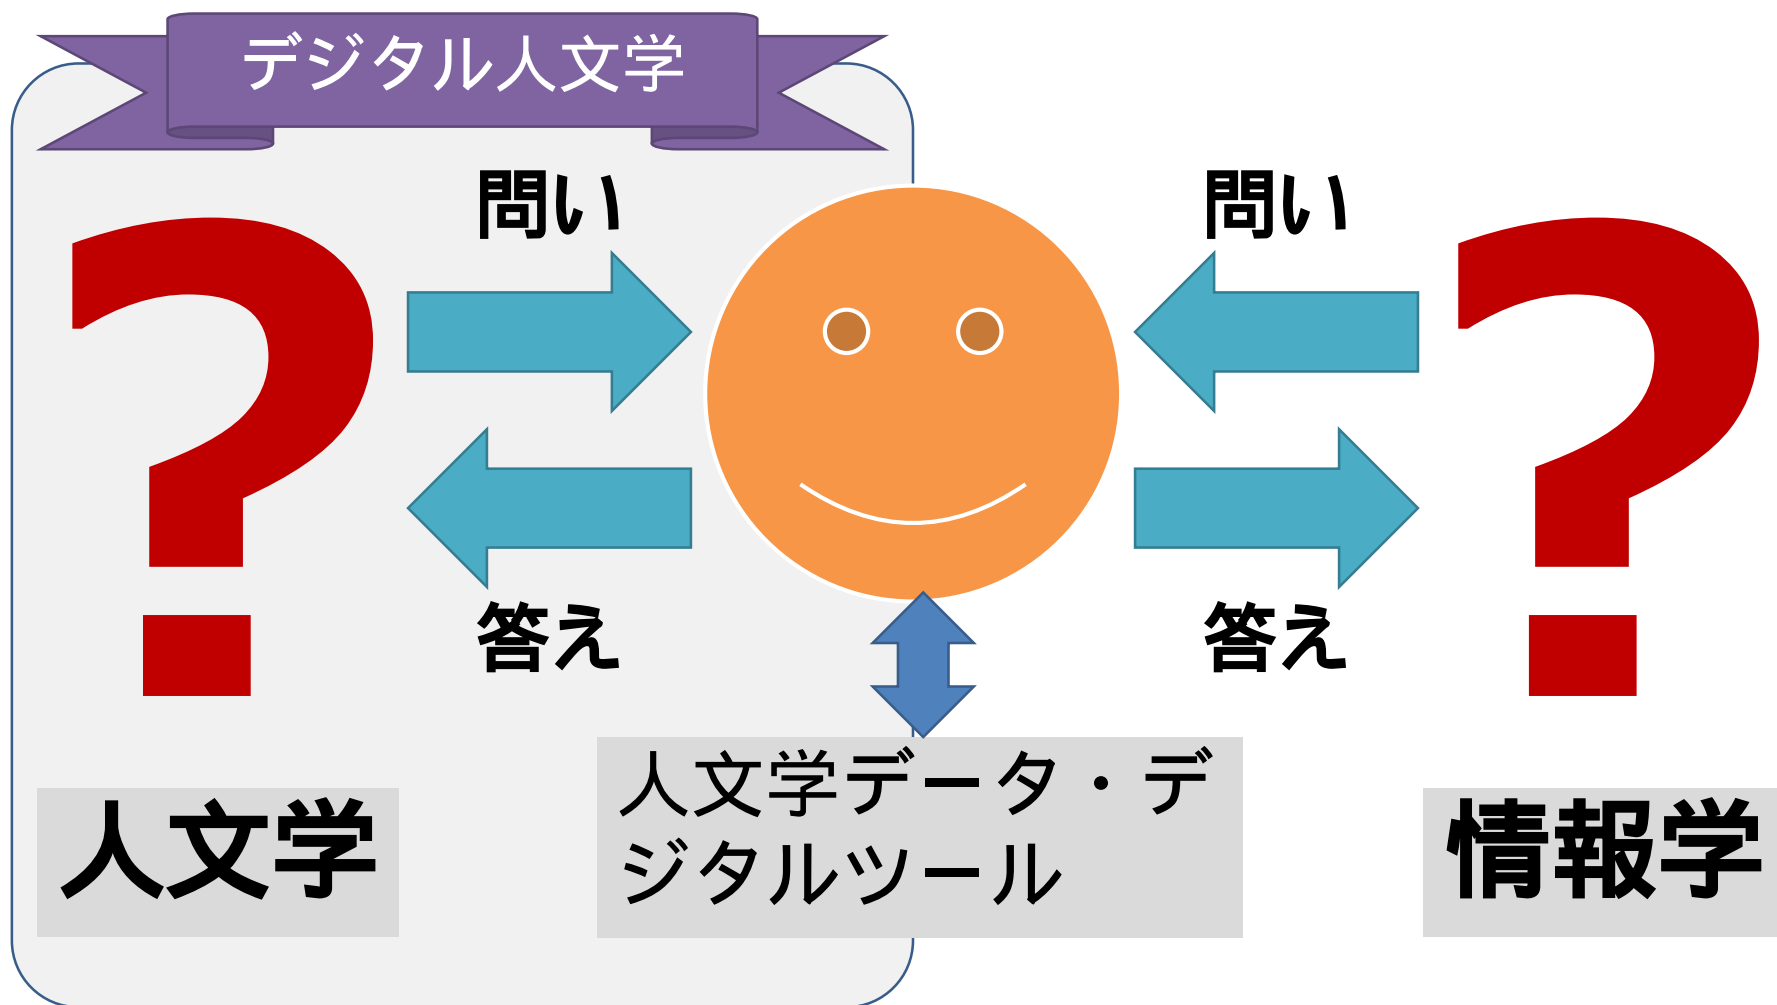 デジタル人文学
問い
問い
?
?
答え
答え
人文学データ・デ
ジタルツール
人文学
情報学